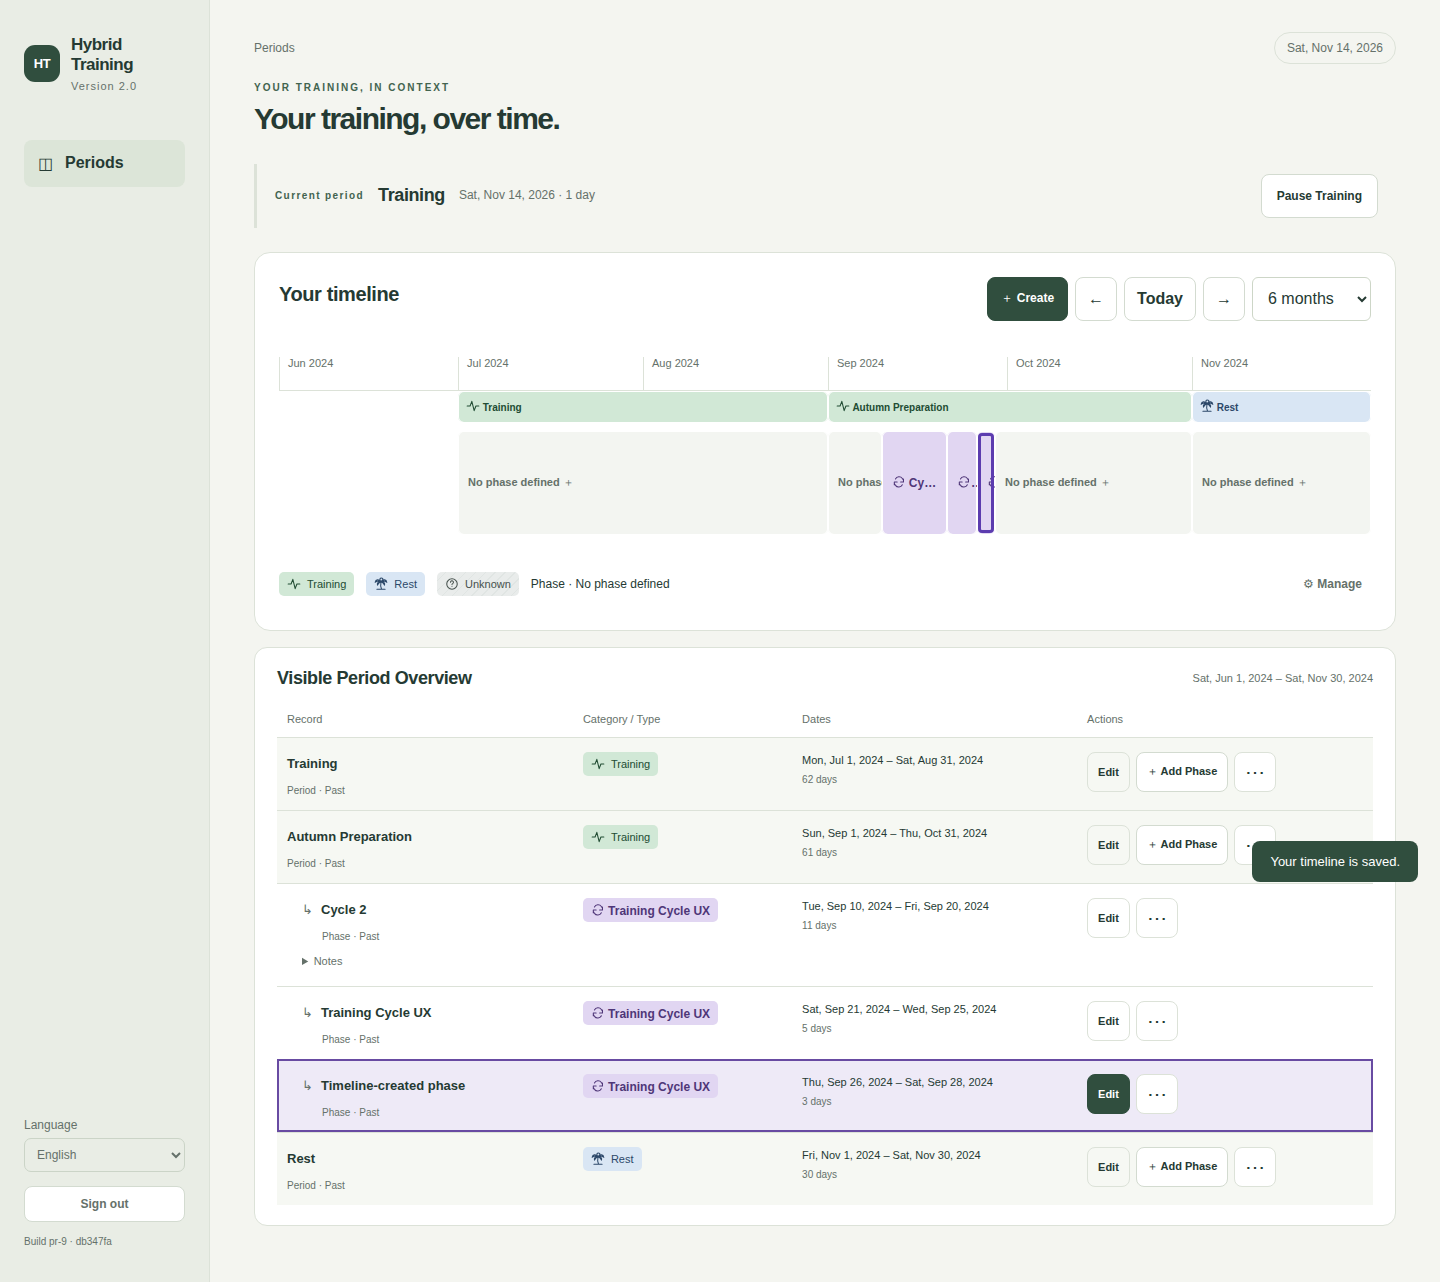 HT
Hybrid
Training
Version 2.0
Periods
Language
English
Sign out
Build pr-9 · db347fa
Periods
Sat, Nov 14, 2026
YOUR TRAINING, IN CONTEXT
Your training, over time.
Current period Training Sat, Nov 14, 2026 · 1 day
Pause Training
Your timeline
+ Create
←
Today
→
6 months
Jun 2024 Jul 2024 Aug 2024 Sep 2024 Oct 2024 Nov 2024
Training Autumn Preparation Rest
No phase defined + No phas Cy… .. No phase defined + No phase defined +
Training Rest Unknown Phase · No phase defined
⚙ Manage
Visible Period Overview
Sat, Jun 1, 2024 – Sat, Nov 30, 2024
Record Category / Type Dates Actions
Training Training Mon, Jul 1, 2024 – Sat, Aug 31, 2024 Edit + Add Phase ···
Period · Past 62 days
Autumn Preparation Training Sun, Sep 1, 2024 – Thu, Oct 31, 2024 Edit + Add Phase
Period · Past 61 days
Your timeline is saved.
↳ Cycle 2 Training Cycle UX Tue, Sep 10, 2024 – Fri, Sep 20, 2024 Edit ···
Phase · Past 11 days
▶ Notes
↳ Training Cycle UX Training Cycle UX Sat, Sep 21, 2024 – Wed, Sep 25, 2024 Edit ···
Phase · Past 5 days
↳ Timeline-created phase Training Cycle UX Thu, Sep 26, 2024 – Sat, Sep 28, 2024 Edit ···
Phase · Past 3 days
Rest Rest Fri, Nov 1, 2024 – Sat, Nov 30, 2024 Edit + Add Phase ···
Period · Past 30 days